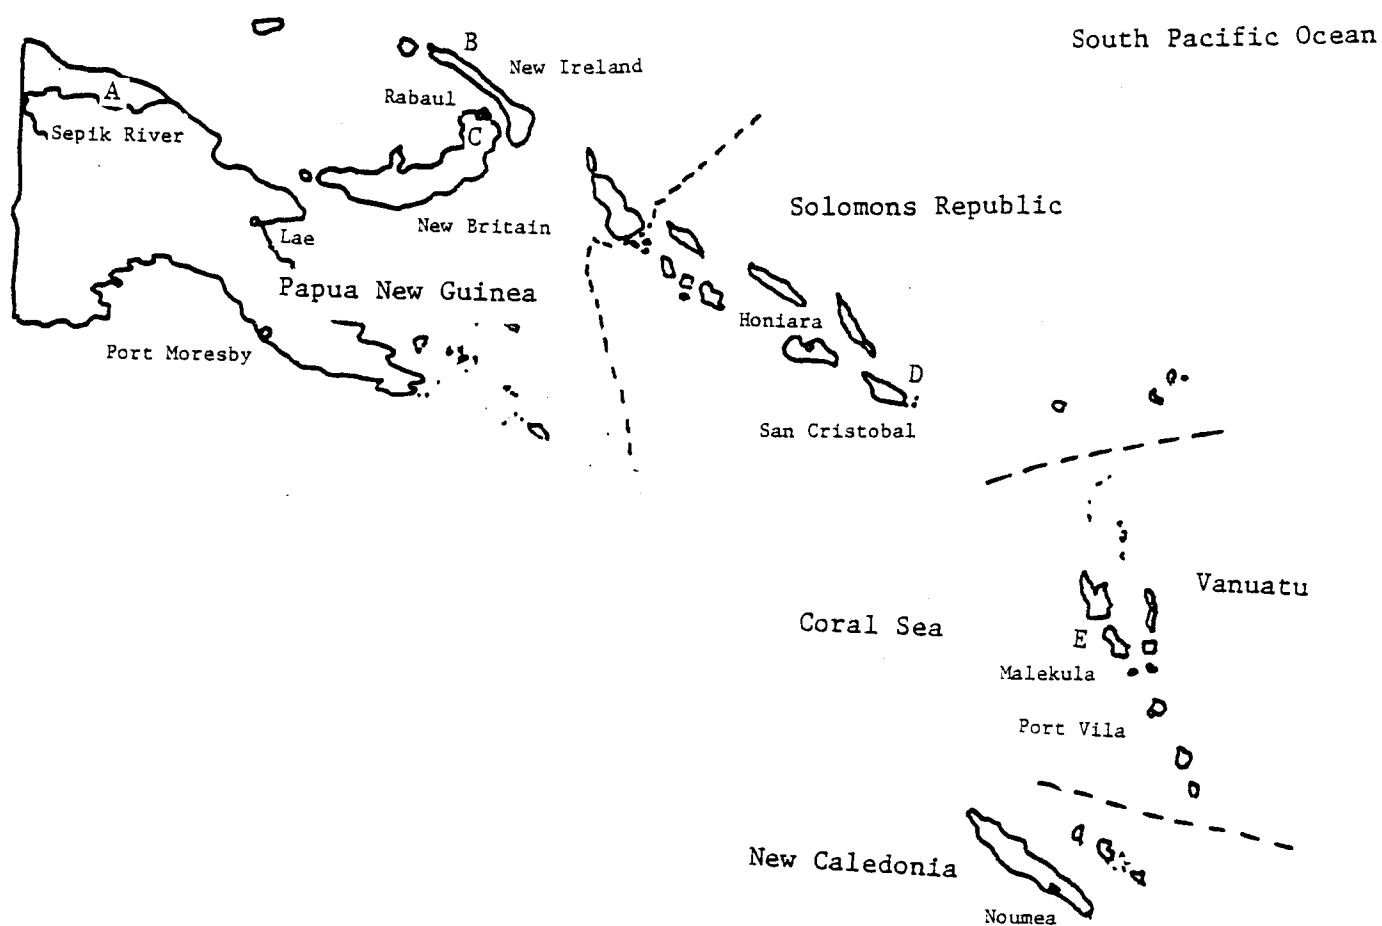 South Pacific Ocean
B
New Ireland
A
Rabaul
Sepik River
C
Solomons Republic
New Britain
Lae
Papua New Guinea
Honiara
Port Moresby
D
San Cristobal
Vanuatu
Coral Sea
E
Malekula
Port Vila
New Caledonia
Noumea